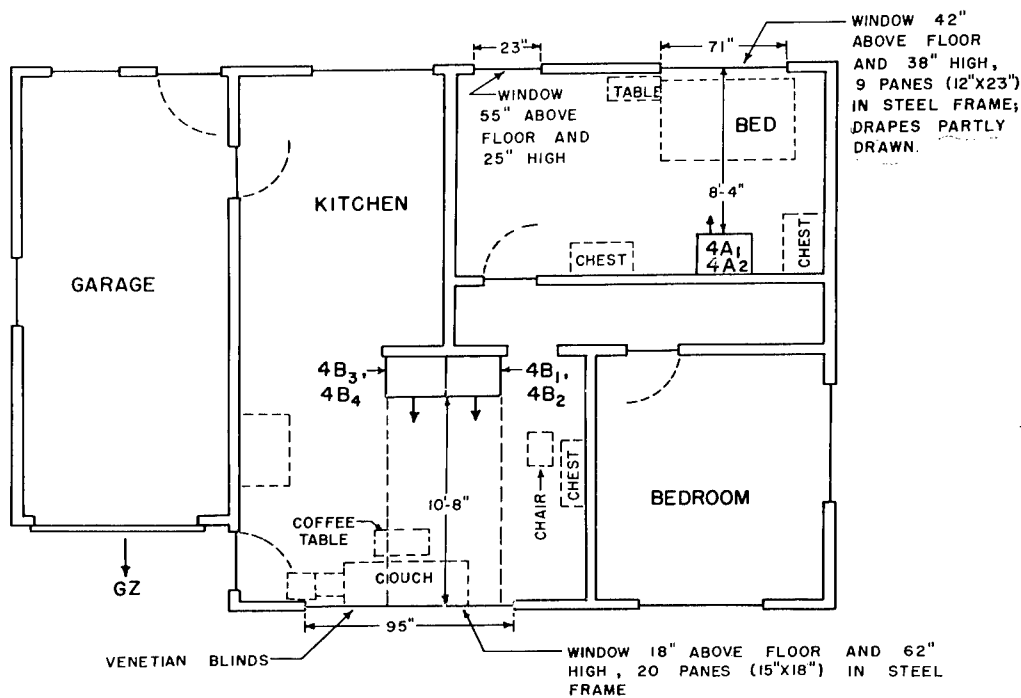 23"
71"
WINDOW 42"
ABOVE FLOOR
AND 38" HIGH,
9 PANES (12"X23")
IN STEEL FRAME;
DRAPES PARTLY
DRAWN.
WINDOW
55" ABOVE
FLOOR AND
25" HIGH
TABLE
BED
8'-4"
KITCHEN
GARAGE
CHEST
4A1
4A2
CHEST
4B3,
4B4
4B1,
4B2
10'-8"
CHAIR
CHEST
BEDROOM
COFFEE
TABLE
COUCH
GZ
95"
VENETIAN BLINDS
WINDOW 18" ABOVE FLOOR AND 62"
HIGH, 20 PANES (15"X18") IN STEEL
FRAME